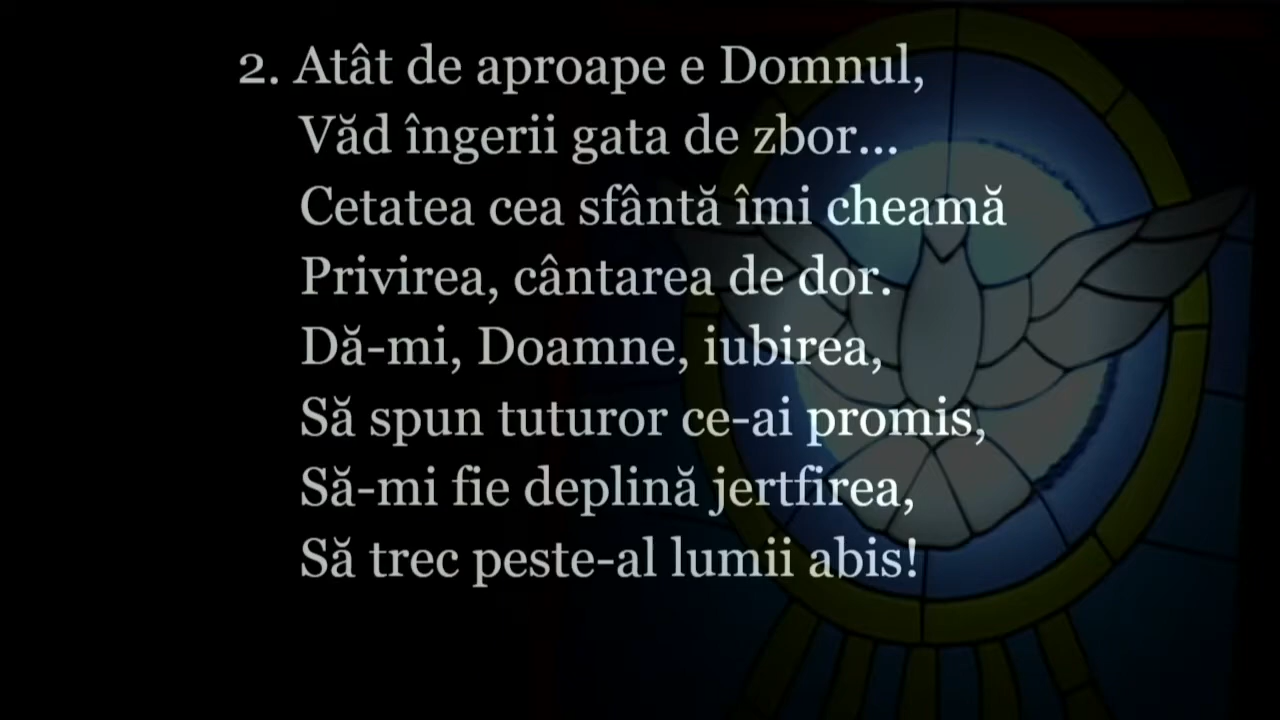 2. Atât de aproape e Domnul,
Văd îngerii gata de zbor...
Cetatea cea sfântă îmi cheamă
Privirea, cântarea de dor.
Dă-mi, Doamne, iubirea,
Să spun tuturor ce-ai promis,
Să-mi fie deplină jertfirea,
Să trec peste-al lumii abis!